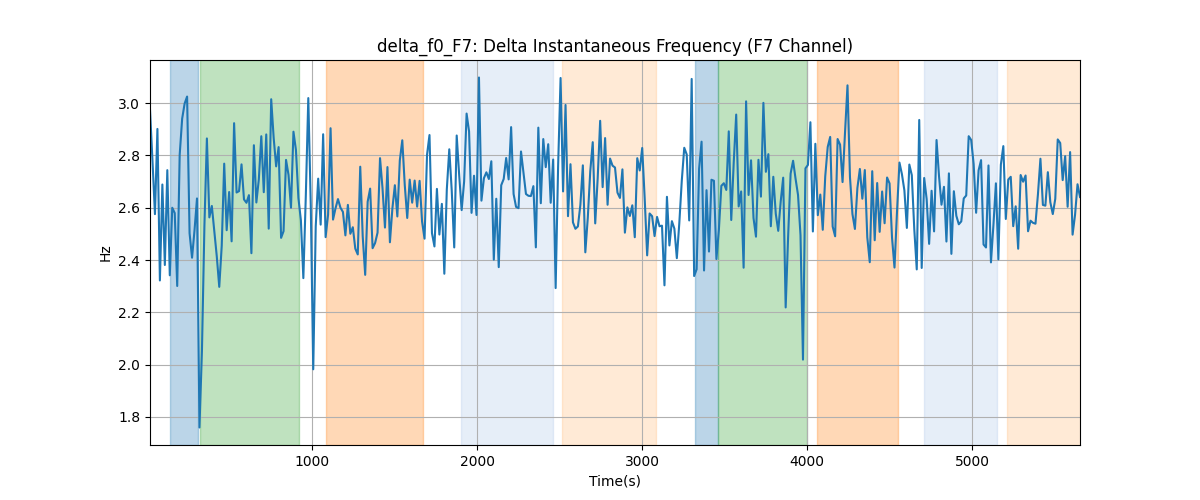 delta_f0_F7: Delta Instantaneous Frequency (F7 Channel)
Hz
3.0
2.8
2.6
2.4
2.2
2.0
1.8
1000 2000 3000 4000 5000
Time(s)